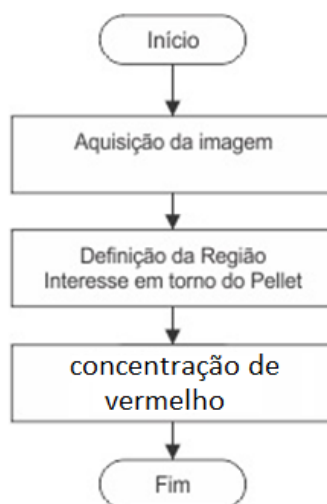 Início
Aquisição da imagem
Definição da Região
Interesse em torno do Pellet
concentração de
vermelho
Fim